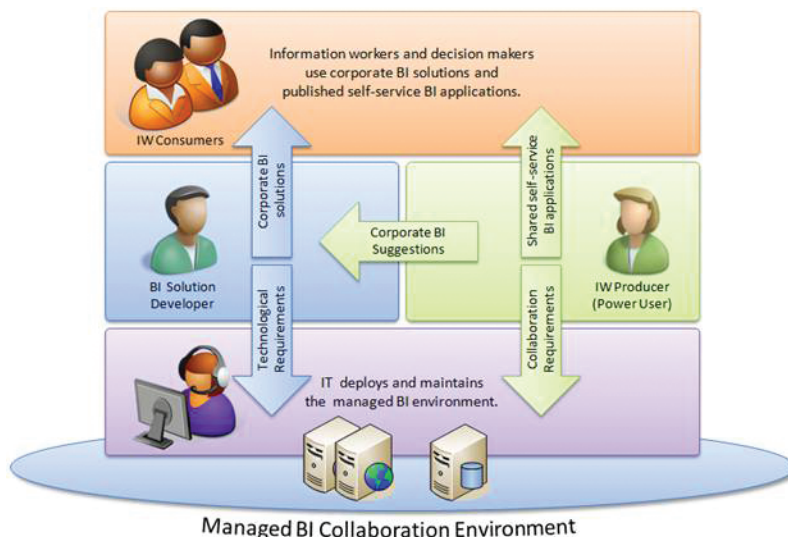 Information workers and decision makers
use corporate BI solutions and
published self-service BI applications.
IW Consumers
Corporate BI
solutions
Shared self-service
BI applications
Corporate BI
Suggestions
BI Solution
Developer
IW Producer
(Power User)
Technological
Requirements
Collaboration
Requirements
IT deploys and maintains
the managed BI environment.
Managed BI Collaboration Environment